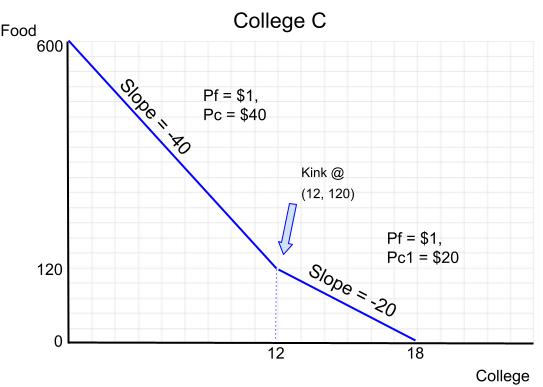 College C
Food
600
Slope = -40
Pf = $1,
Pc = $40
Kink @
(12, 120)
Pf = $1,
Pc1 = $20
120
Slope = -20
0
12
18
College